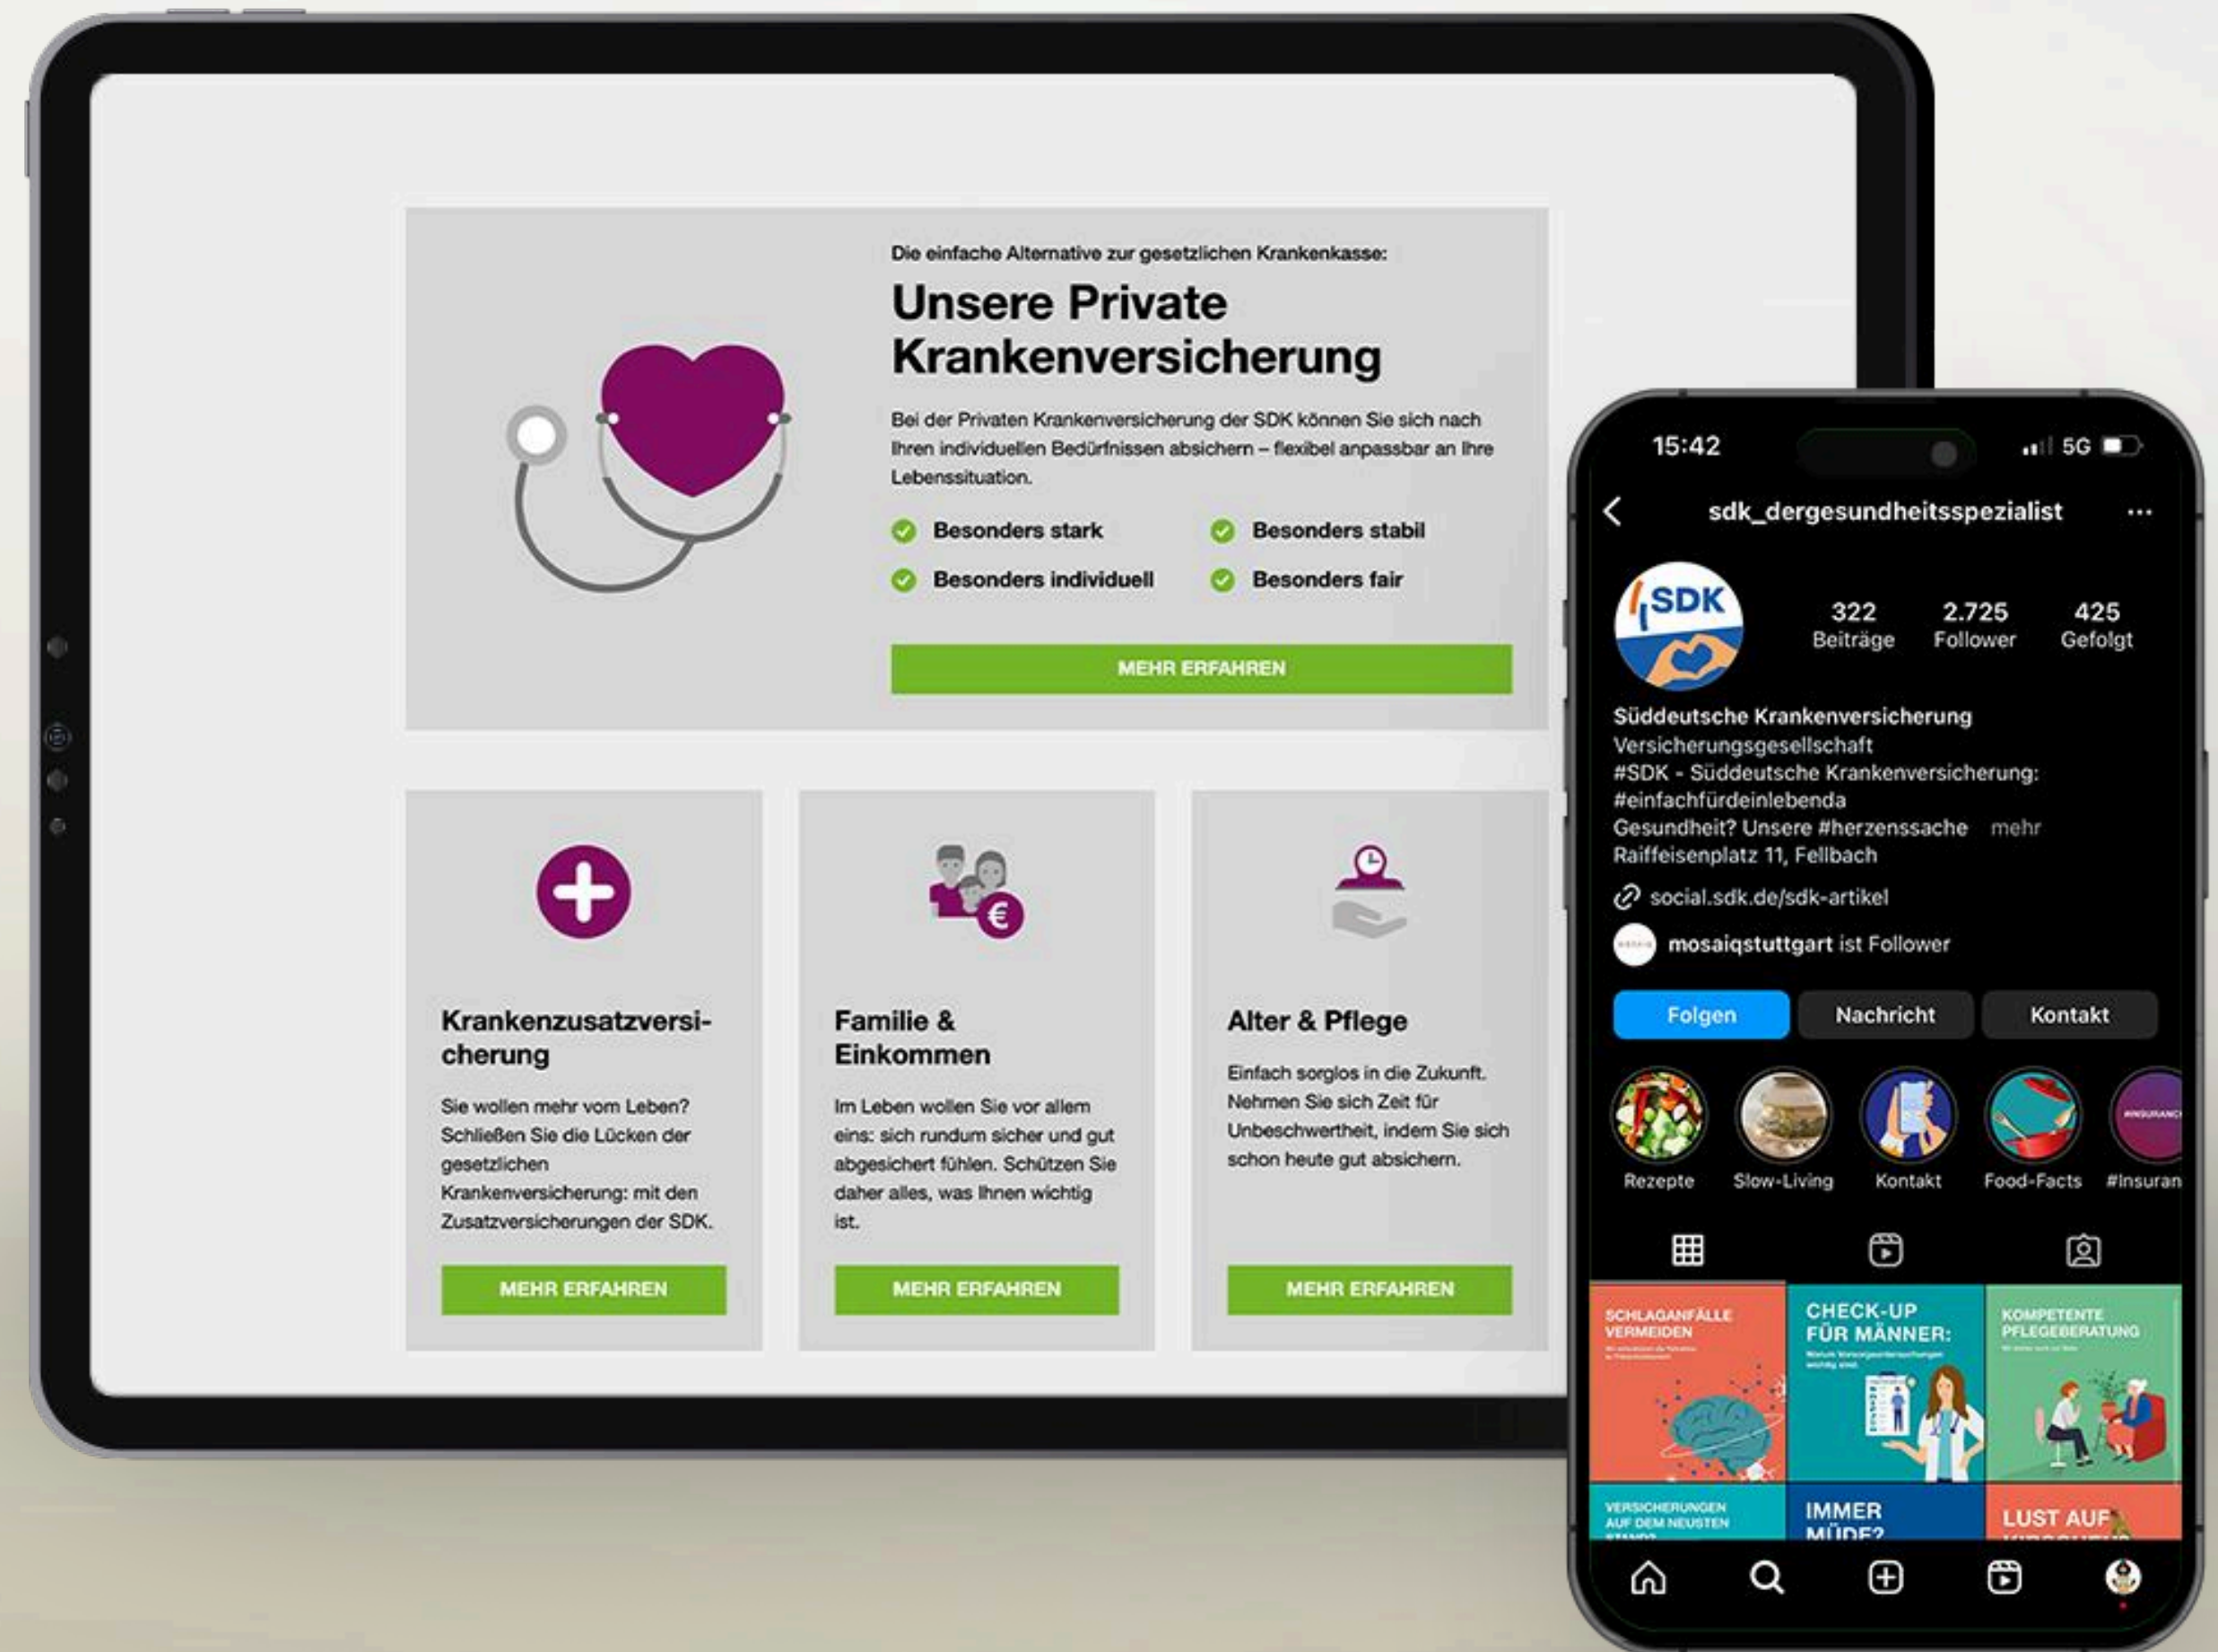 Die einfache Alternative zur gesetzlichen Krankenkasse:
Unsere Private
Krankenversicherung
Bei der Privaten Krankenversicherung der SDK können Sie sich nach
Ihren individuellen Bedürfnissen absichern – flexibel anpassbar an Ihre
Lebenssituation.
Besonders stark
Besonders stabil
Besonders individuell
Besonders fair
MEHR ERFAHREN
Krankenzusatzversi-
cherung
Sie wollen mehr vom Leben?
Schließen Sie die Lücken der
gesetzlichen
Krankenversicherung: mit den
Zusatzversicherungen der SDK.
MEHR ERFAHREN
Familie &
Einkommen
Im Leben wollen Sie vor allem
eins: sich rundum sicher und gut
abgesichert fühlen. Schützen Sie
daher alles, was Ihnen wichtig
ist.
MEHR ERFAHREN
Alter & Pflege
Einfach sorglos in die Zukunft.
Nehmen Sie sich Zeit für
Unbeschwertheit, indem Sie sich
schon heute gut absichern.
MEHR ERFAHREN
15:42
5G
sdk_dergesundheitsspezialist
SDK
322
Beiträge
2.725
Follower
425
Gefolgt
Süddeutsche Krankenversicherung
Versicherungsgesellschaft
#SDK - Süddeutsche Krankenversicherung:
#einfachfürdeinlebenda
Gesundheit? Unsere #herzenssache mehr
Raiffeisenplatz 11, Fellbach
social.sdk.de/sdk-artikel
mosaiqstuttgart ist Follower
Folgen
Nachricht
Kontakt
Rezepte
Slow-Living
Kontakt
Food-Facts
#Insuran
SCHLAGANFÄLLE
VERMEIDEN
CHECK-UP
FÜR MÄNNER:
Warum Vorsorgeuntersuchungen
wichtig sind.
KOMPETENTE
PFLEGEBERATUNG
VERSICHERUNGEN
AUF DEM NEUSTEN
IMMER
MÜDE?
LUST AUF